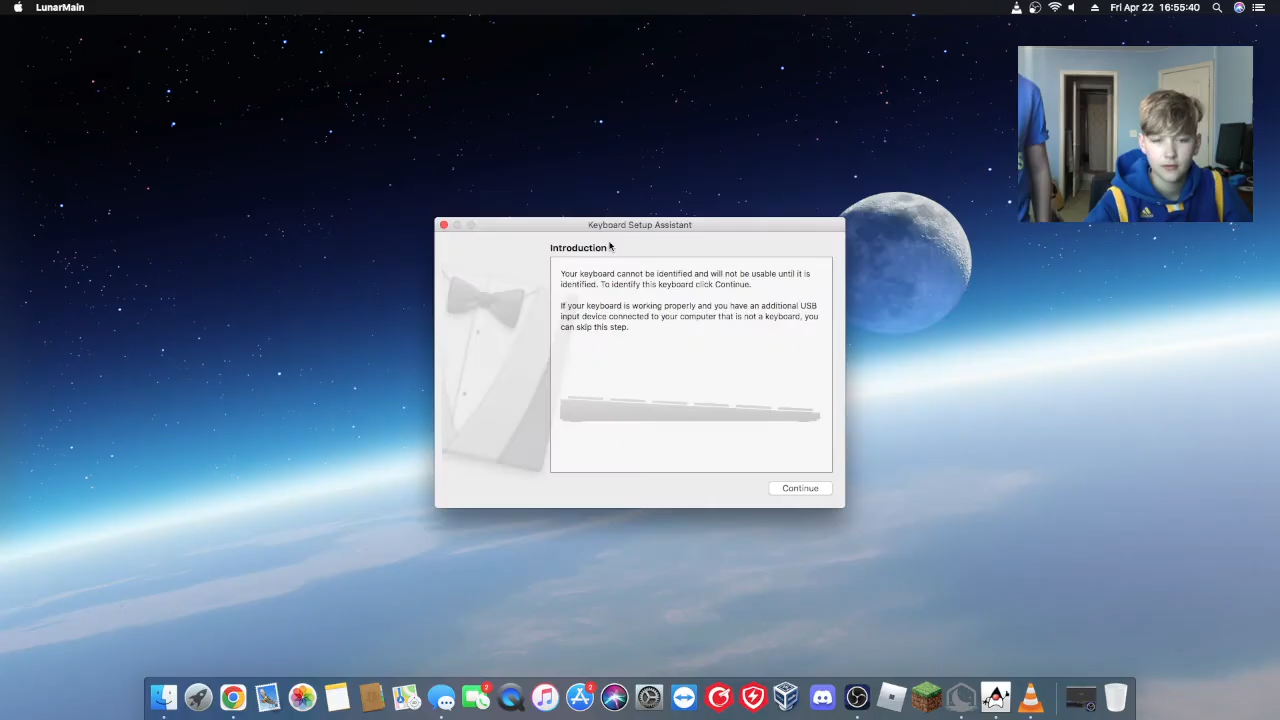 LunarMain
Fri Apr 22 16:55:40
Keyboard Setup Assistant
Introduction
Your keyboard cannot be identified and will not be usable until it is
identified. To identify this keyboard click Continue.
If your keyboard is working properly and you have an additional USB
input device connected to your computer that is not a keyboard, you
can skip this step.
Continue
2
2